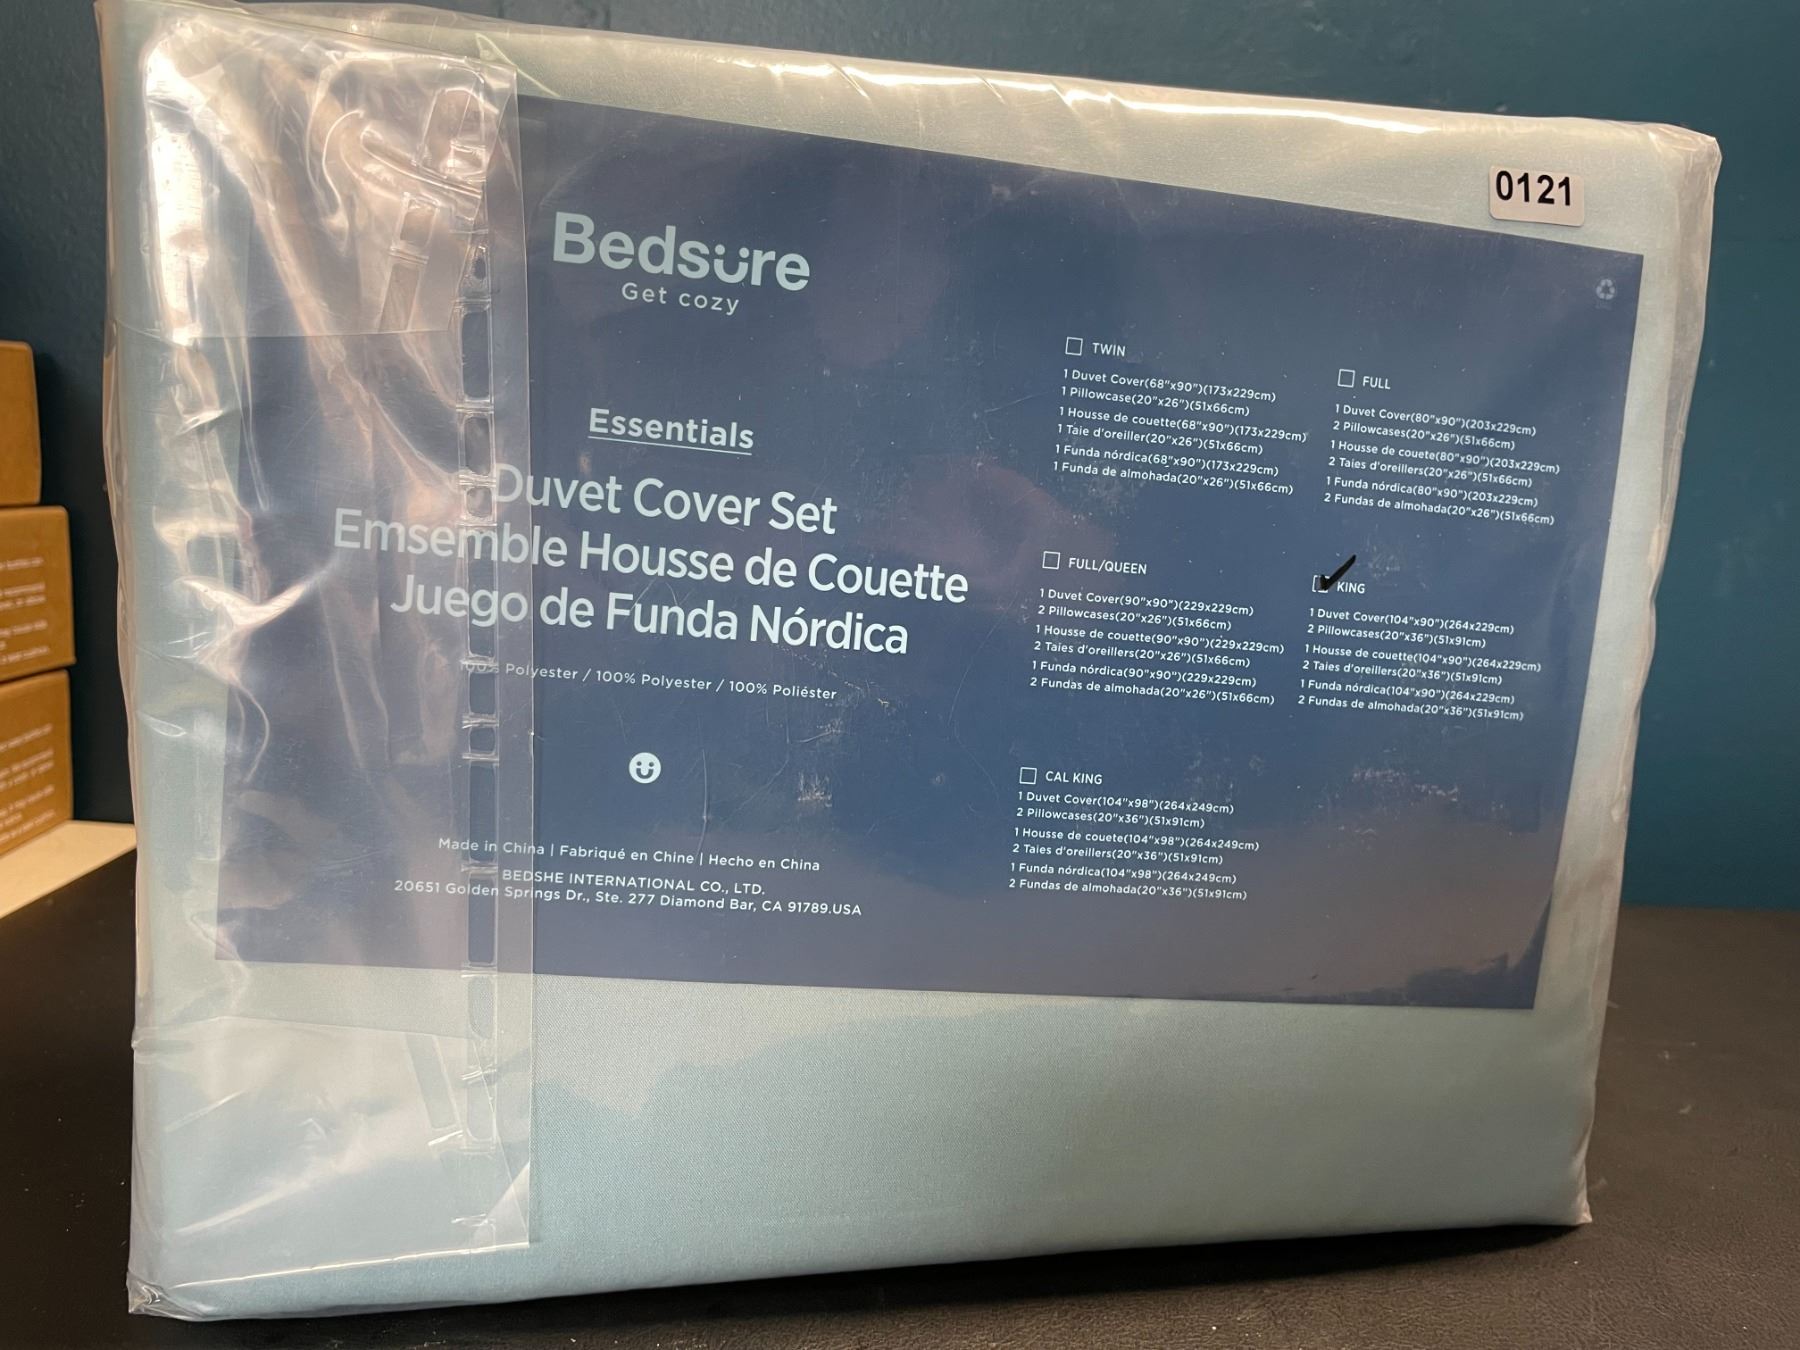 0121
Bedsure
Get cozy
Essentials
Duvet Cover Set
Emsemble Housse de Couette
Juego de Funda Nórdica
100% Polyester / 100% Polyester / 100% Poliéster
Made in China | Fabriqué en Chine | Hecho en China
BEDSHE INTERNATIONAL CO., LTD.
20651 Golden Springs Dr., Ste. 277 Diamond Bar, CA 91789.USA
TWIN
1 Duvet Cover(68"x90")(173x229cm)
1 Pillowcase(20"x26")(51x66cm)
1 Housse de couette(68"x90")(173x229cm)
1 Taie d'oreiller(20"x26")(51x66cm)
1 Funda nórdica(68"x90")(173x229cm)
1 Funda de almohada(20"x26")(51x66cm)
FULL
1 Duvet Cover(80"x90")(203x229cm)
2 Pillowcases(20"x26")(51x66cm)
1 Housse de couete(80"x90")(203x229cm)
2 Taies d'oreillers(20"x26")(51x66cm)
1 Funda nórdica(80"x90")(203x229cm)
2 Fundas de almohada(20"x26")(51x66cm)
FULL/QUEEN
1 Duvet Cover(90"x90")(229x229cm)
2 Pillowcases(20"x26")(51x66cm)
1 Housse de couette(90"x90")(229x229cm)
2 Taies d'oreillers(20"x26")(51x66cm)
1 Funda nórdica(90"x90")(229x229cm)
2 Fundas de almohada(20"x26")(51x66cm)
KING
1 Duvet Cover(104"x90")(264x229cm)
2 Pillowcases(20"x36")(51x91cm)
1 Housse de couette(104"x90")(264x229cm)
2 Taies d'oreillers(20"x36")(51x91cm)
1 Funda nórdica(104"x90")(264x229cm)
2 Fundas de almohada(20"x36")(51x91cm)
CAL KING
1 Duvet Cover(104"x98")(264x249cm)
2 Pillowcases(20"x36")(51x91cm)
1 Housse de couete(104"x98")(264x249cm)
2 Taies d'oreillers(20"x36")(51x91cm)
1 Funda nórdica(104"x98")(264x249cm)
2 Fundas de almohada(20"x36")(51x91cm)